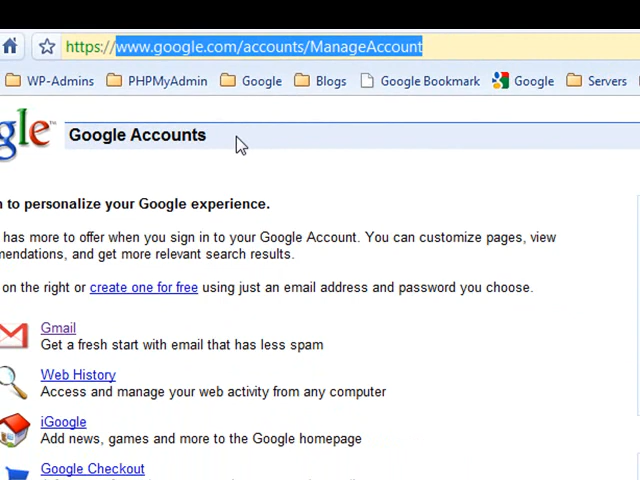 https://www.google.com/accounts/ManageAccount
WP-Admins PHPMyAdmin Google Blogs Google Bookmark Google Servers
gle™ Google Accounts
n to personalize your Google experience.
has more to offer when you sign in to your Google Account. You can customize pages, view
mendations, and get more relevant search results.
on the right or create one for free using just an email address and password you choose.
Gmail
Get a fresh start with email that has less spam
Web History
Access and manage your web activity from any computer
iGoogle
Add news, games and more to the Google homepage
Google Checkout